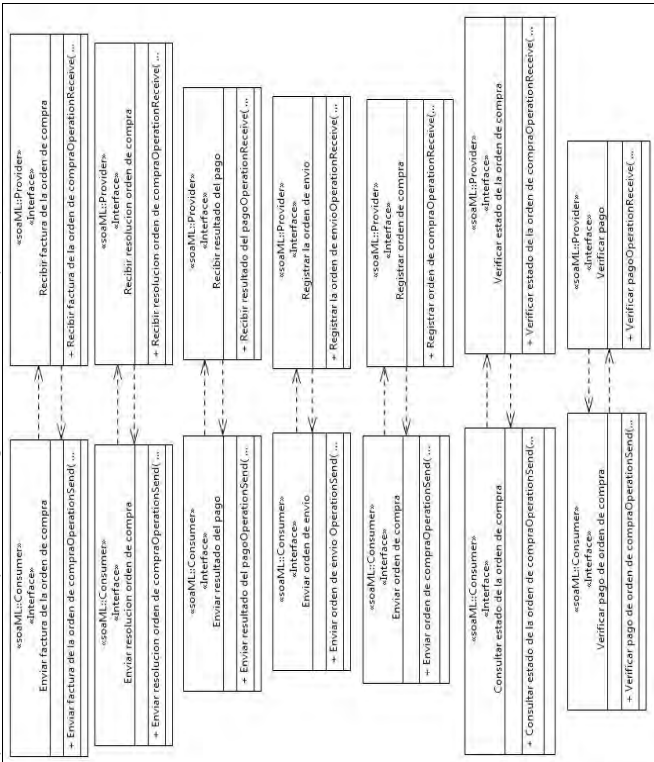 «soaML::Consumer»
«Interface»
Enviar factura de la orden de compra
+ Enviar factura de la orden de compraOperationSend( ...
«soaML::Provider»
«Interface»
Recibir factura de la orden de compra
+ Recibir factura de la orden de compraOperationReceive( ...
«soaML::Consumer»
«Interface»
Enviar resolucion orden de compra
+ Enviar resolucion orden de compraOperationSend( ...
«soaML::Provider»
«Interface»
Recibir resolucion orden de compra
+ Recibir resolucion orden de compraOperationReceive( ...
«soaML::Consumer»
«Interface»
Enviar resultado del pago
+ Enviar resultado del pagoOperationSend( ...
«soaML::Provider»
«Interface»
Recibir resultado del pago
+ Recibir resultado del pagoOperationReceive( ...
«soaML::Consumer»
«Interface»
Enviar orden de envio
+ Enviar orden de envio OperationSend( ...
«soaML::Provider»
«Interface»
Registrar la orden de envio
+ Registrar la orden de envioOperationReceive( ...
«soaML::Consumer»
«Interface»
Enviar orden de compra
+ Enviar orden de compraOperationSend( ...
«soaML::Provider»
«Interface»
Registrar orden de compra
+ Registrar orden de compraOperationReceive(...
«soaML::Consumer»
«Interface»
Consultar estado de la orden de compra
+ Consultar estado de la orden de compraOperationSend(...
«soaML::Provider»
«Interface»
Verificar estado de la orden de compra
+ Verificar estado de la orden de compraOperationReceive( ...
«soaML::Consumer»
«Interface»
Verificar pago de orden de compra
+ Verificar pago de orden de compraOperationSend(...
«soaML::Provider»
«Interface»
Verificar pago
+ Verificar pagoOperationReceive( ...